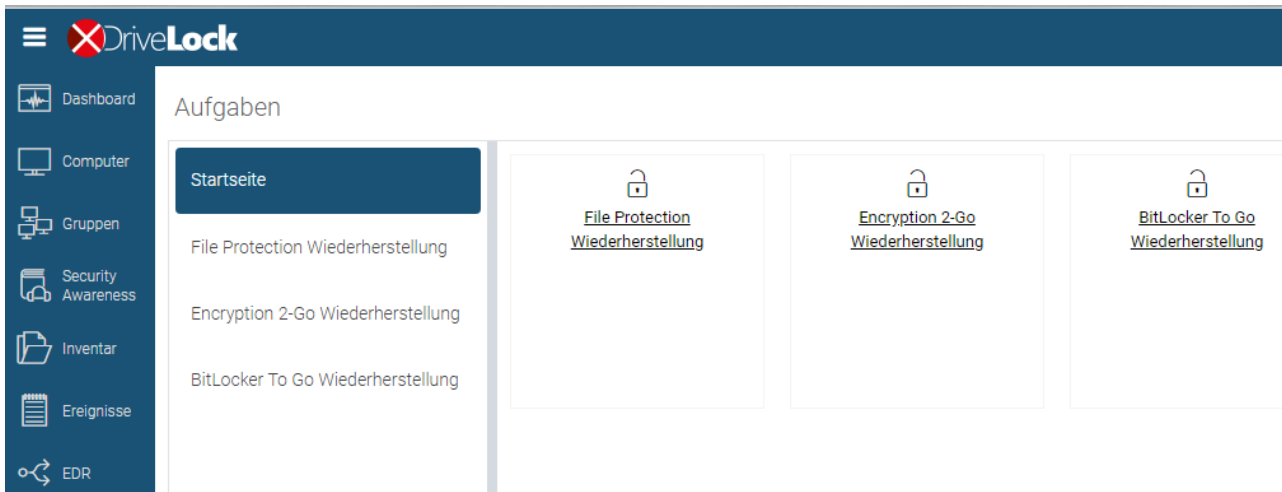 DriveLock
Dashboard
Computer
Gruppen
Security
Awareness
Inventar
Ereignisse
EDR
Aufgaben
Startseite
File Protection Wiederherstellung
Encryption 2-Go Wiederherstellung
BitLocker To Go Wiederherstellung
File Protection
Wiederherstellung
Encryption 2-Go
Wiederherstellung
BitLocker To Go
Wiederherstellung